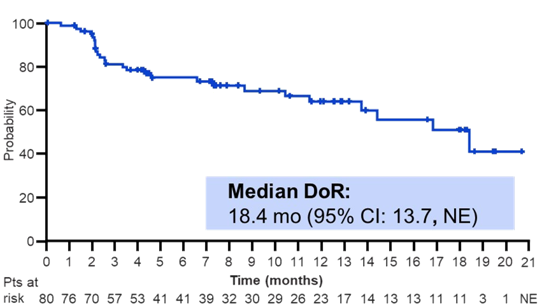 100
80
60
40
20
0
Probability
Median DoR:
18.4 mo (95% CI: 13.7, NE)
0 1 2 3 4 5 6 7 8 9 10 11 12 13 14 15 16 17 18 19 20 21
Pts at Time (months)
risk 80 76 70 57 53 41 41 39 32 30 29 26 23 17 14 13 13 11 11 3 1 NE